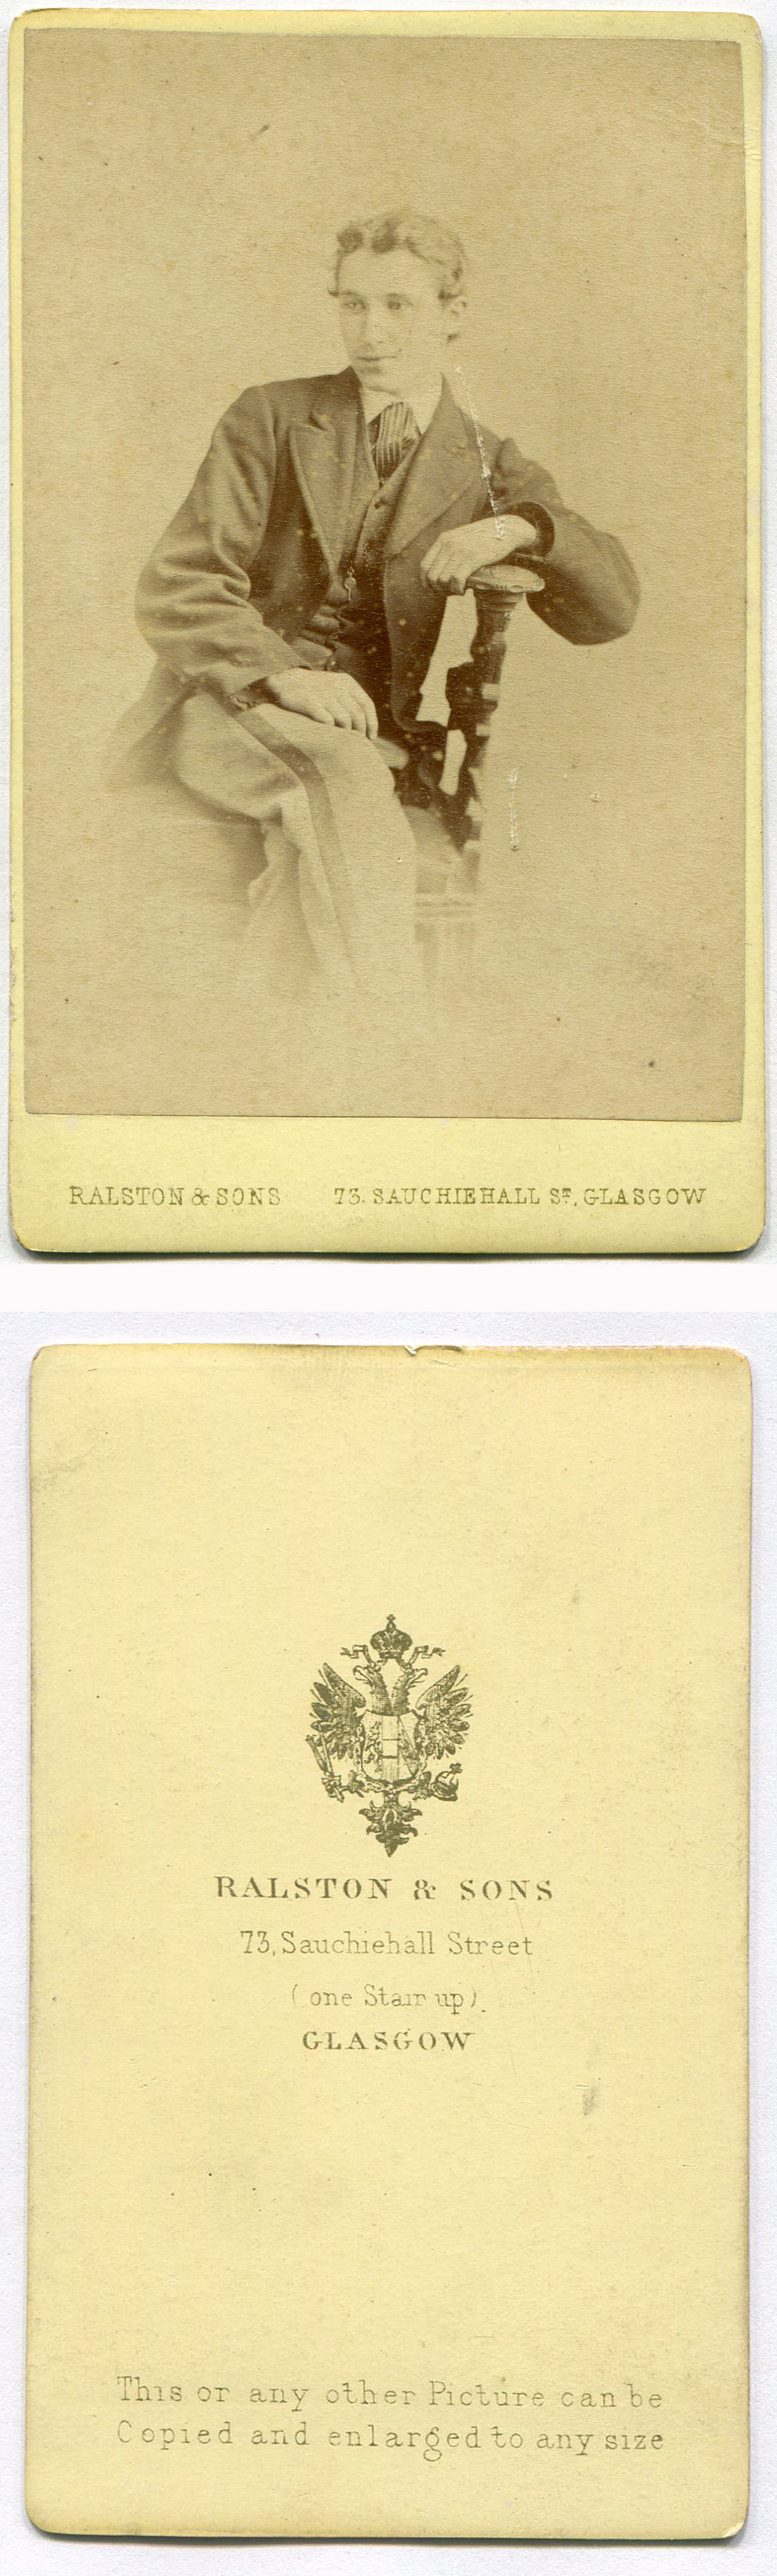 RALSTON & SONS 73. SAUCHIEHALL ST, GLASGOW
RALSTON & SONS
73, Sauchiehall Street
(one Stair up).
GLASGOW
This or any other Picture can be
Copied and enlarged to any size